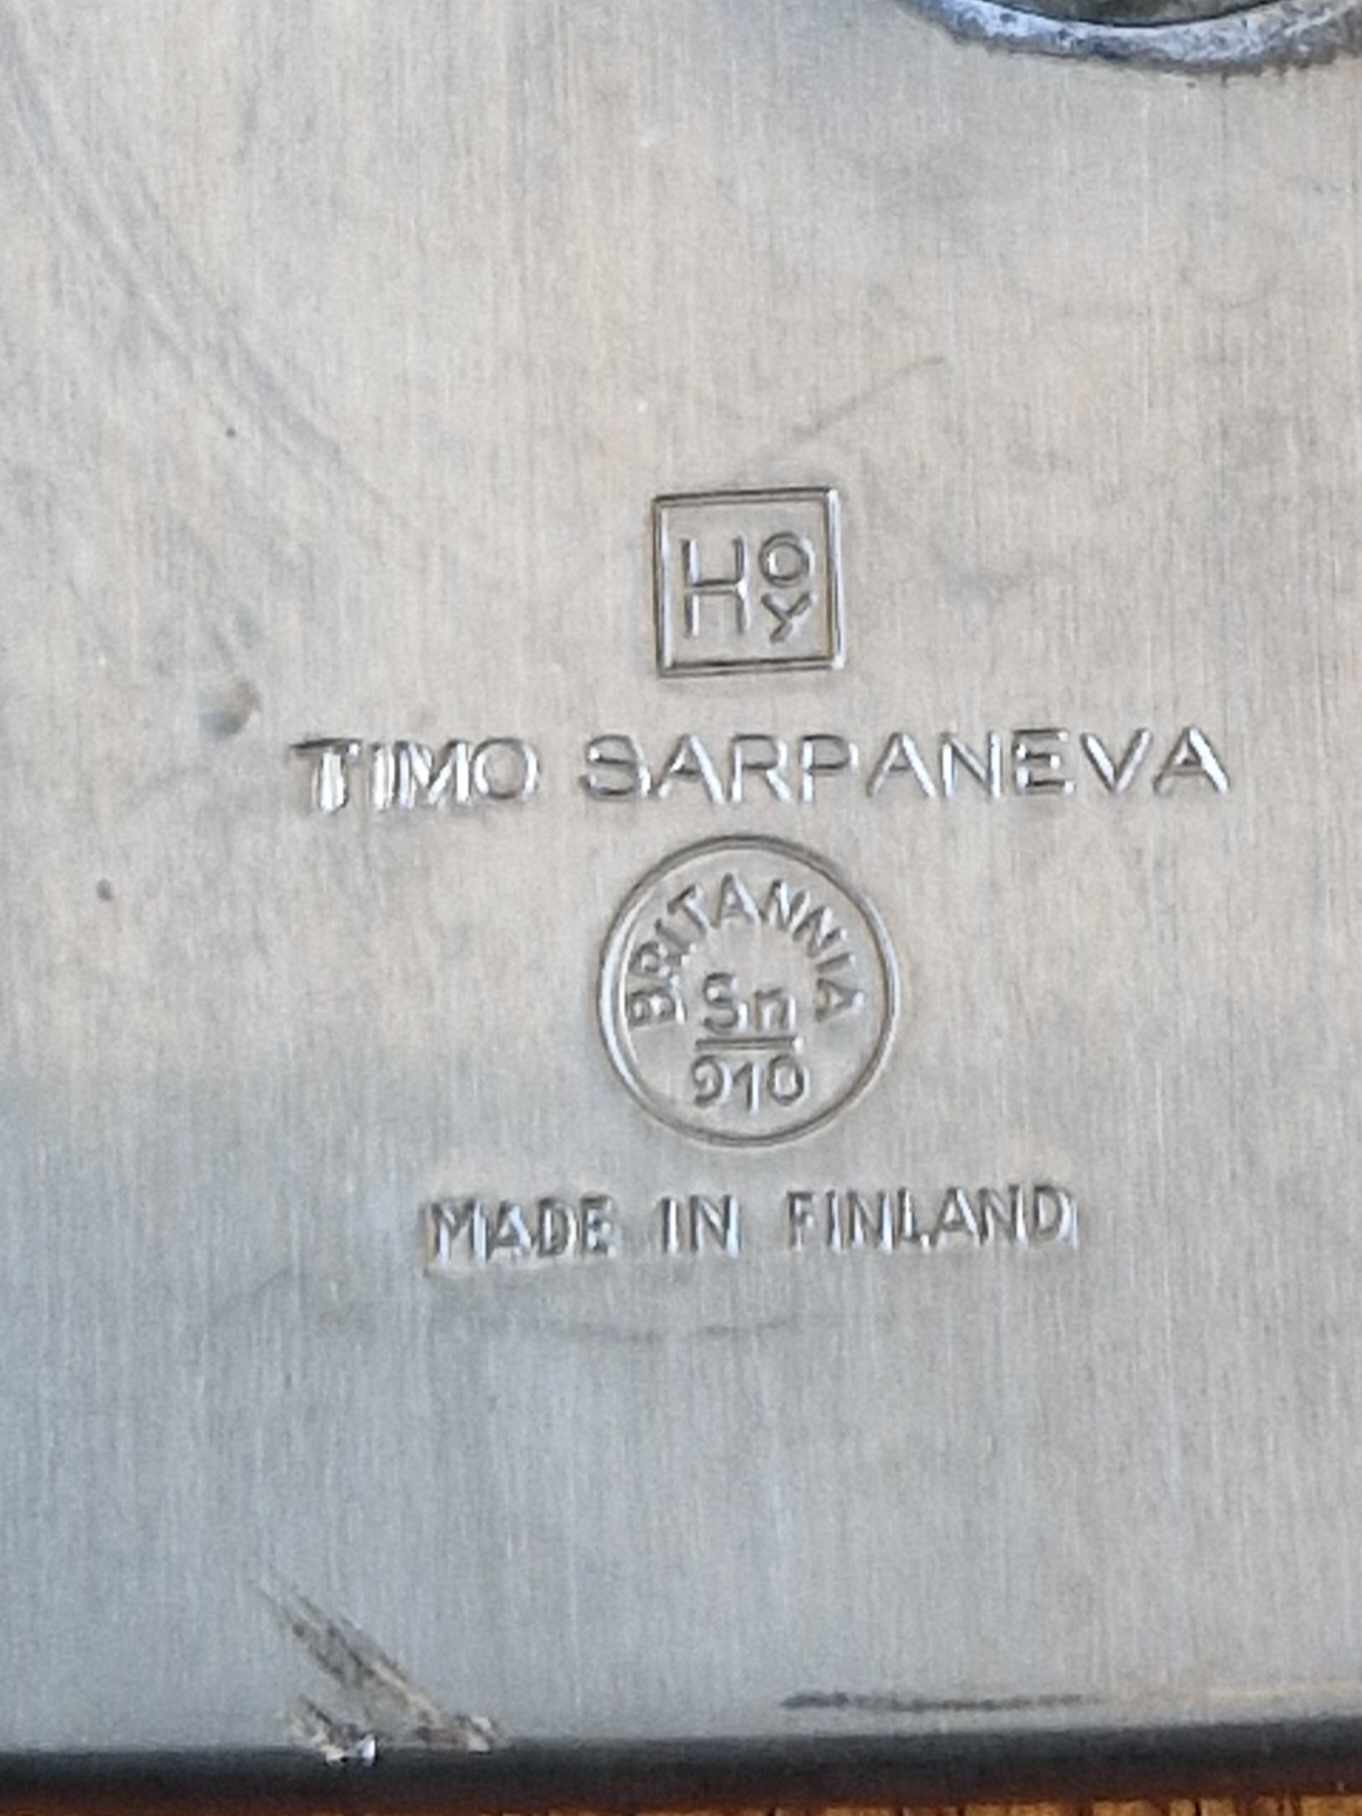 HOY
TIMO SARPANEVA
BRITANNIA
Sn
910
MADE IN FINLAND